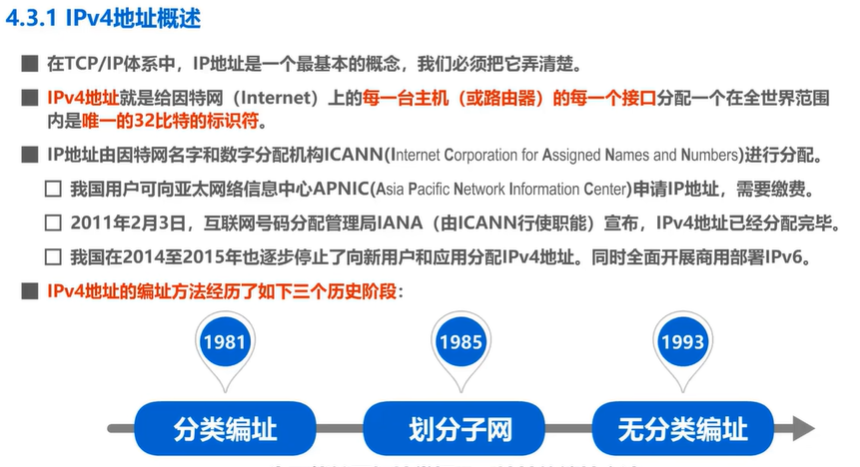 4.3.1 IPv4地址概述
在TCP/IP体系中，IP地址是一个最基本的概念，我们必须把它弄清楚。
IPv4地址就是给因特网（Internet）上的每一台主机（或路由器）的每一个接口分配一个在全世界范围
内是唯一的32比特的标识符。
IP地址由因特网名字和数字分配机构ICANN(Internet Corporation for Assigned Names and Numbers)进行分配。
我国用户可向亚太网络信息中心APNIC(Asia Pacific Network Information Center)申请IP地址，需要缴费。
2011年2月3日，互联网号码分配管理局IANA（由ICANN行使职能）宣布，IPv4地址已经分配完毕。
我国在2014至2015年也逐步停止了向新用户和应用分配IPv4地址。同时全面开展商用部署IPv6。
IPv4地址的编址方法经历了如下三个历史阶段：
1981 1985 1993
分类编址 划分子网 无分类编址